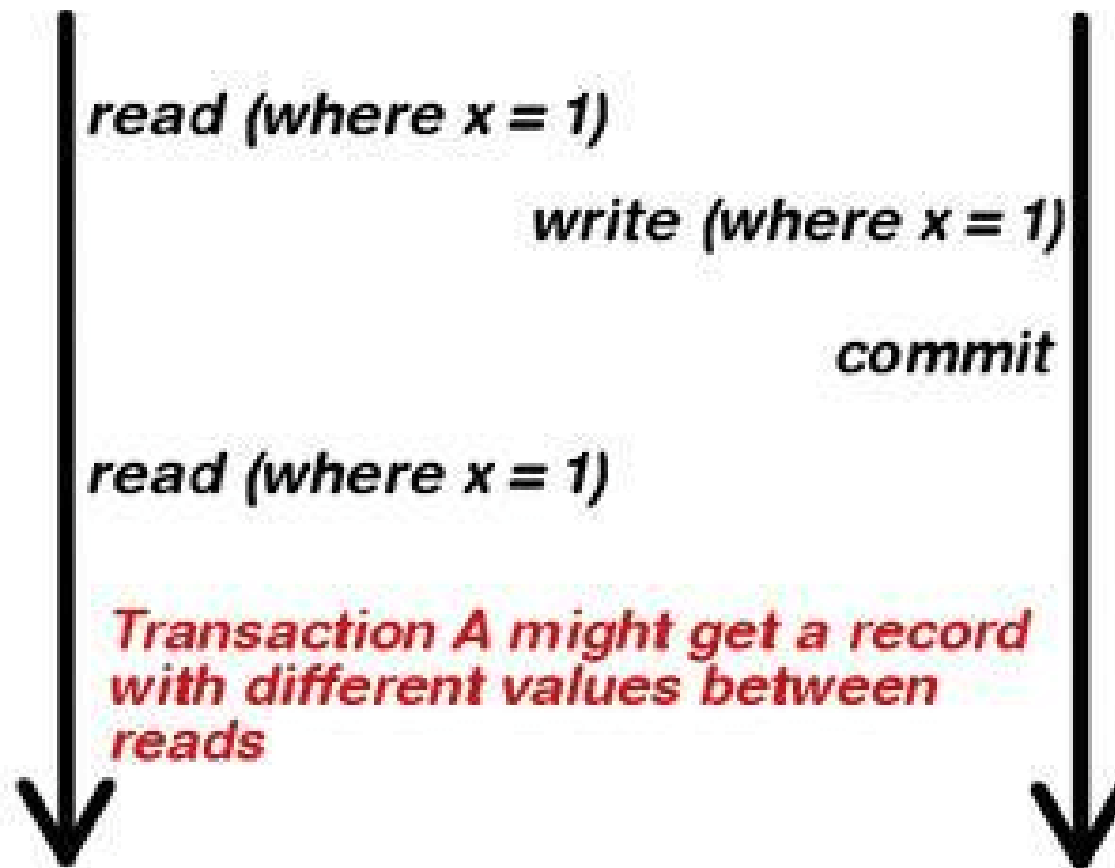 read (where x = 1)
write (where x = 1)
commit
read (where x = 1)
Transaction A might get a record
with different values between
reads